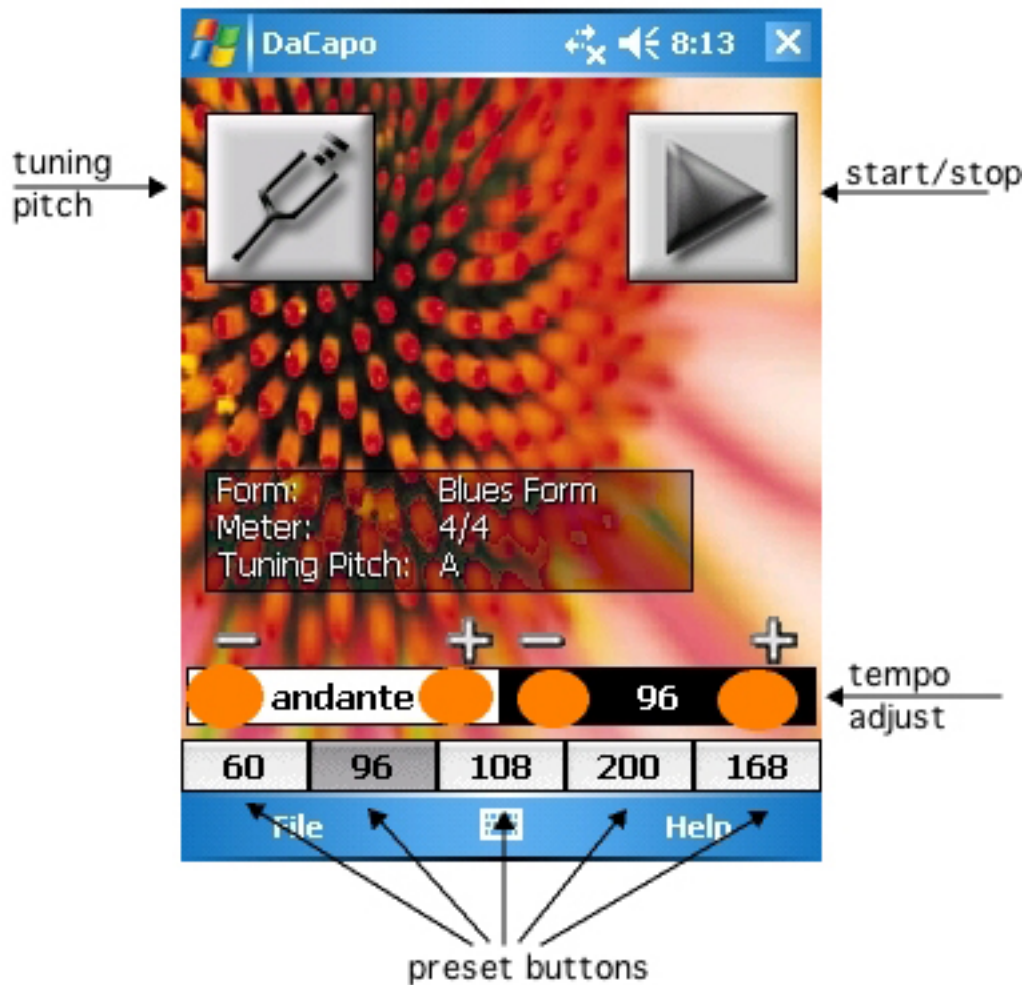 DaCapo 8:13
tuning
pitch
start/stop
Form: Blues Form
Meter: 4/4
Tuning Pitch: A
andante 96
tempo
adjust
60 96 108 200 168
File Help
preset buttons